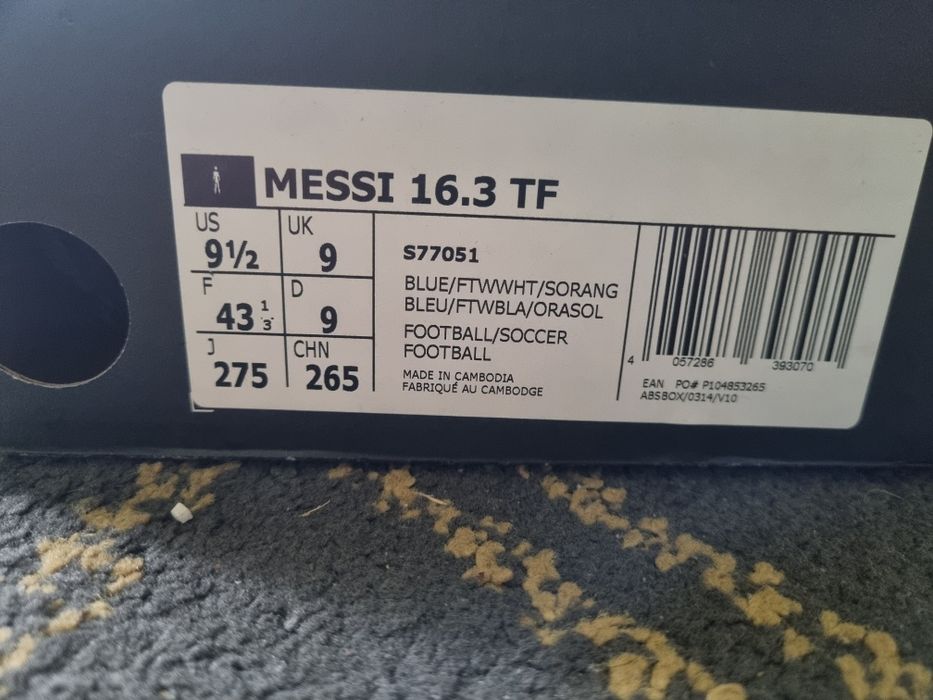 MESSI 16.3 TF
US UK
9½ 9
F D
43 1/3 9
J CHN
275 265
S77051
BLUE/FTWWHT/SORANG
BLEU/FTWBLA/ORASOL
FOOTBALL/SOCCER
FOOTBALL
MADE IN CAMBODIA
FABRIQUÉ AU CAMBODGE
4 057286 393070
EAN PO# P104853265
ABSBOX/0314/V10